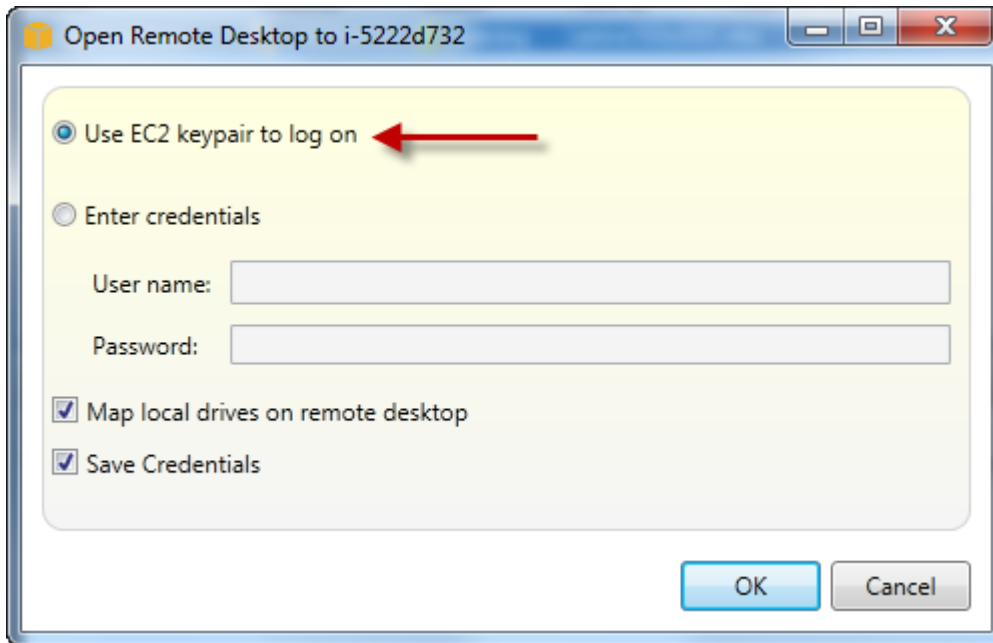 Open Remote Desktop to i-5222d732
Use EC2 keypair to log on
Enter credentials
User name:
Password:
Map local drives on remote desktop
Save Credentials
OK Cancel